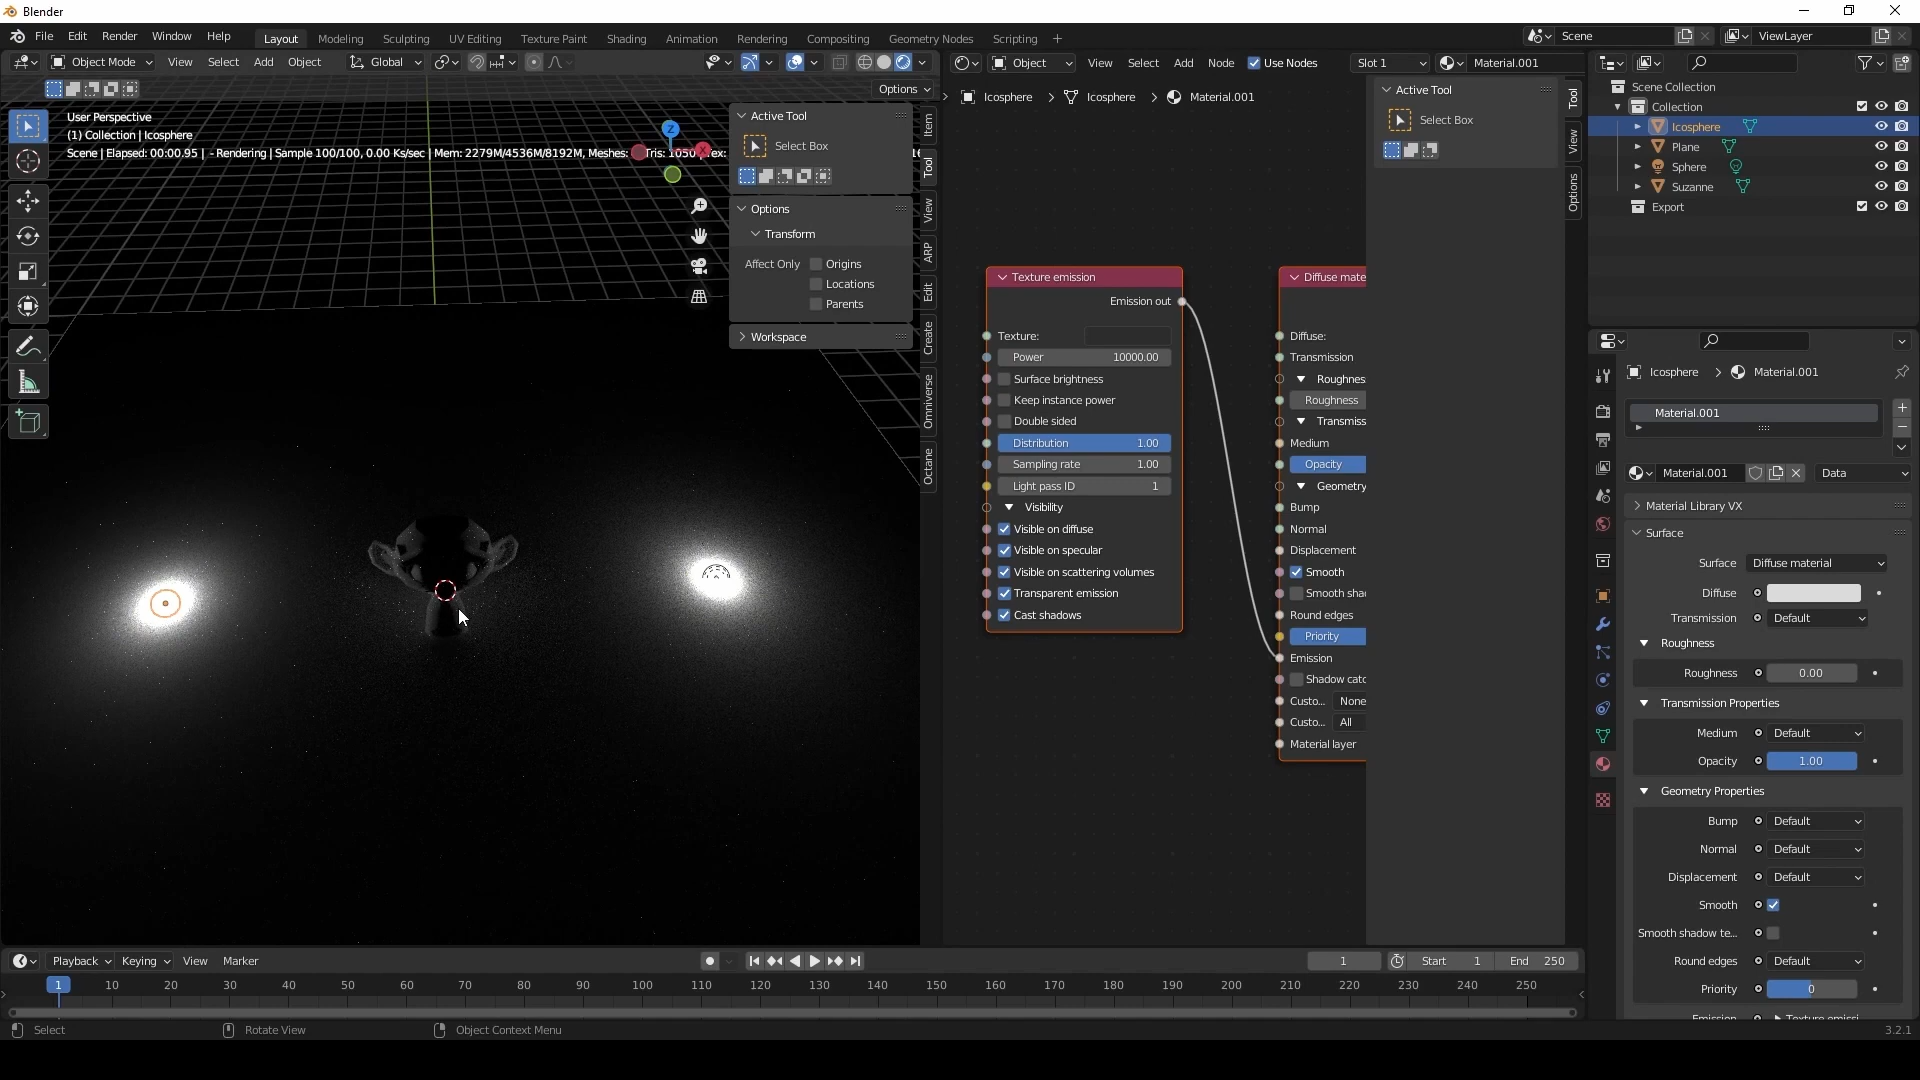 Blender
File Edit Render Window Help Layout Modeling Sculpting UV Editing Texture Paint Shading Animation Rendering Compositing Geometry Nodes Scripting + Scene ViewLayer
Object Mode View Select Add Object Global
Options
User Perspective
(1) Collection | Icosphere
Scene | Elapsed: 00:00.95 | - Rendering | Sample 100/100, 0.00 Ks/sec | Mem: 2279M/4536M/8192M, Meshes:
Z
X
Active Tool
Select Box
Options
Transform
Affect Only Origins
Locations
Parents
Workspace
Item
Tool
View
ARP
Edit
Create
Omniverse
Octane
Object View Select Add Node Use Nodes Slot 1 Material.001
Icosphere > Icosphere > Material.001
Active Tool
Select Box
Tool
View
Options
Texture emission
Emission out
Texture:
Power 10000.00
Surface brightness
Keep instance power
Double sided
Distribution 1.00
Sampling rate 1.00
Light pass ID 1
Visibility
Visible on diffuse
Visible on specular
Visible on scattering volumes
Transparent emission
Cast shadows
Diffuse mate
Diffuse:
Transmission
Roughnes
Roughness
Transmiss
Medium
Opacity
Geometry
Bump
Normal
Displacement
Smooth
Smooth sha
Round edges
Priority
Emission
Shadow catc
Custo... None
Custo... All
Material layer
Scene Collection
Collection
Icosphere
Plane
Sphere
Suzanne
Export
Icosphere > Material.001
Material.001
Material.001 Data
Material Library VX
Surface
Surface Diffuse material
Diffuse
Transmission Default
Roughness
Roughness 0.00
Transmission Properties
Medium Default
Opacity 1.00
Geometry Properties
Bump Default
Normal Default
Displacement Default
Smooth
Smooth shadow te...
Round edges Default
Priority 0
Emission Texture emissi
Playback Keying View Marker 1 Start 1 End 250
1 10 20 30 40 50 60 70 80 90 100 110 120 130 140 150 160 170 180 190 200 210 220 230 240 250
Select Rotate View Object Context Menu 3.2.1